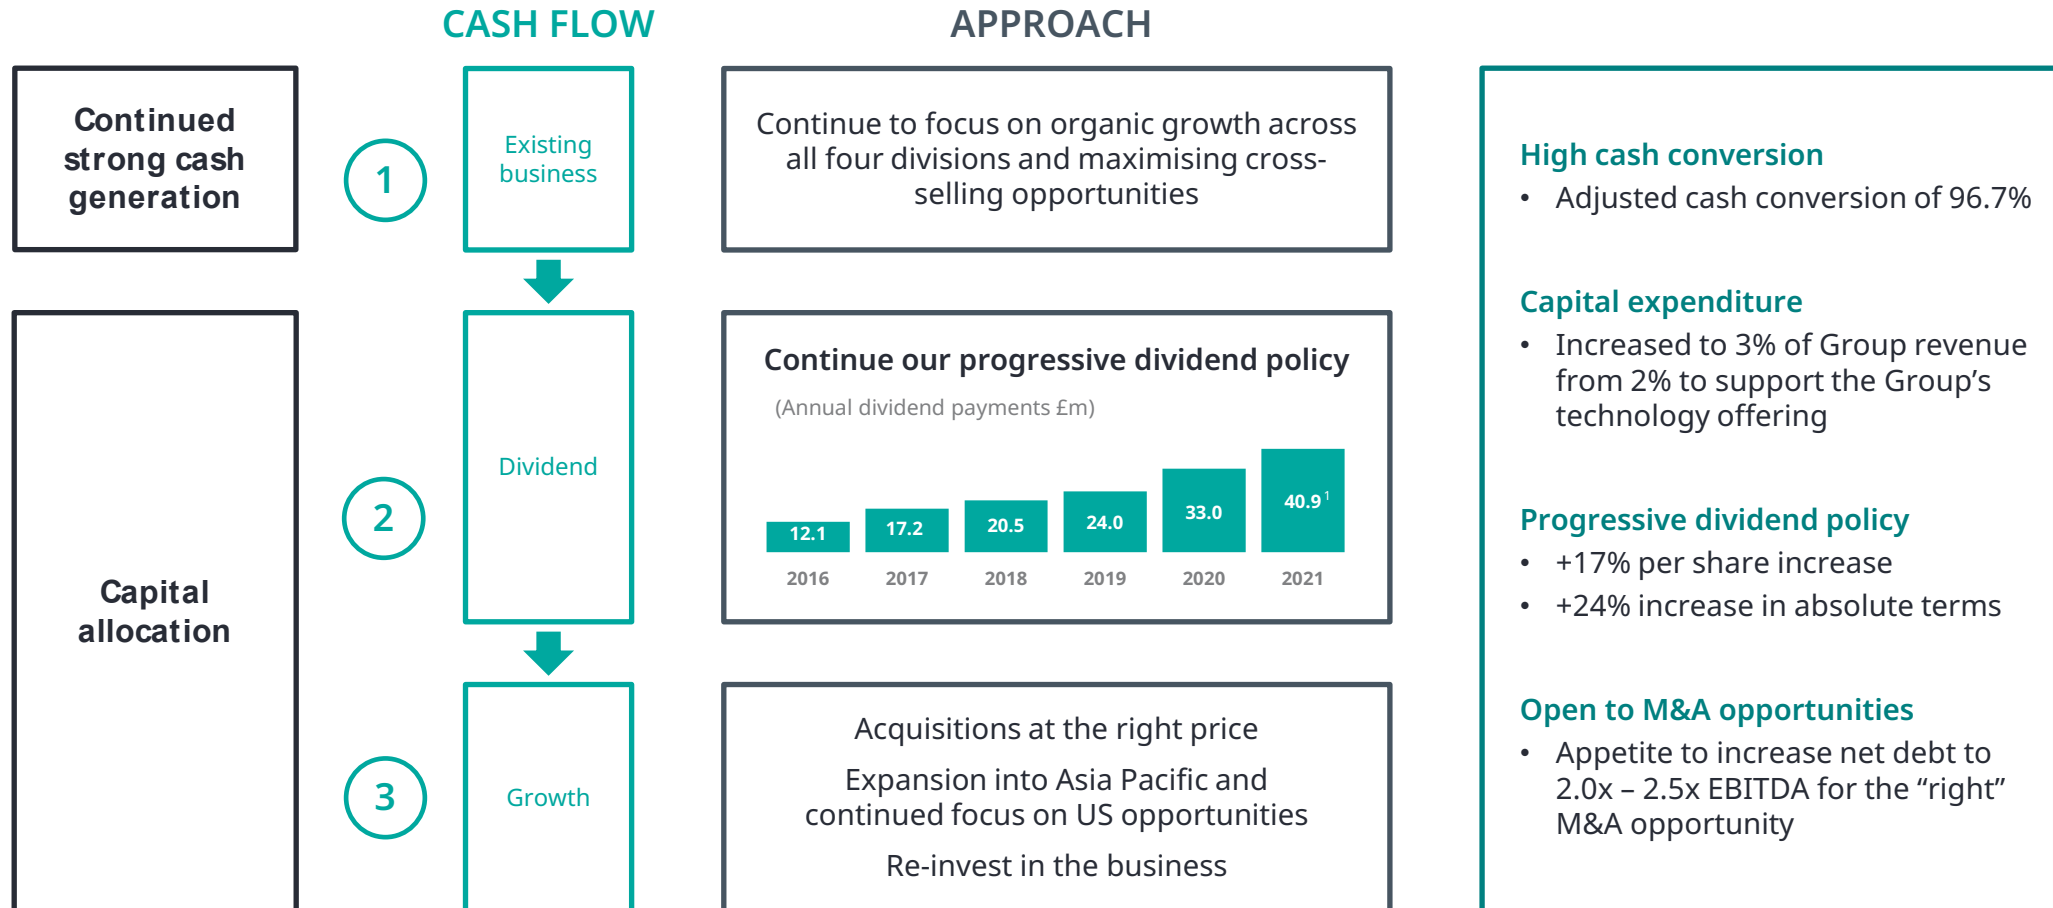 CASH FLOW
APPROACH
Continued
strong cash
generation
1
Existing
business
Continue to focus on organic growth across
all four divisions and maximising cross-
selling opportunities
Capital
allocation
2
Dividend
Continue our progressive dividend policy
(Annual dividend payments £m)
12.1
17.2
20.5
24.0
33.0
40.9 1
2016
2017
2018
2019
2020
2021
3
Growth
Acquisitions at the right price
Expansion into Asia Pacific and
continued focus on US opportunities
Re-invest in the business
High cash conversion
• Adjusted cash conversion of 96.7%
Capital expenditure
• Increased to 3% of Group revenue
from 2% to support the Group’s
technology offering
Progressive dividend policy
• +17% per share increase
• +24% increase in absolute terms
Open to M&A opportunities
• Appetite to increase net debt to
2.0x – 2.5x EBITDA for the “right”
M&A opportunity